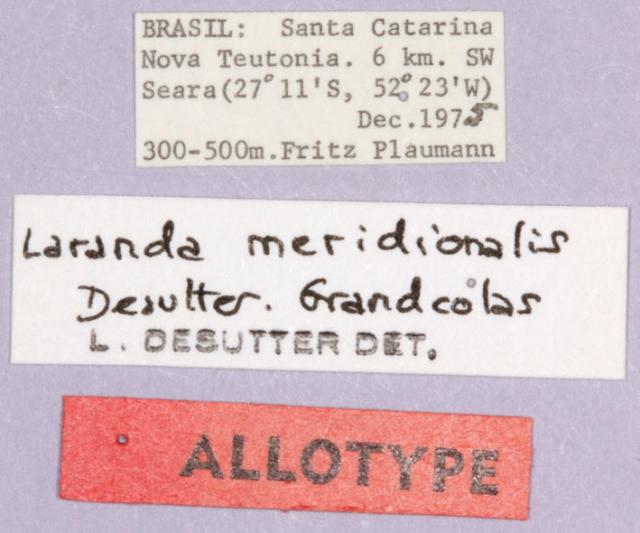 BRASIL: Santa Catarina
Nova Teutonia. 6 km. SW
Seara(27°11'S, 52°23'W)
Dec.1975
300-500m.Fritz Plaumann
Laranda meridionalis
Desutter. Grandcolas
L. DESUTTER DET.
ALLOTYPE